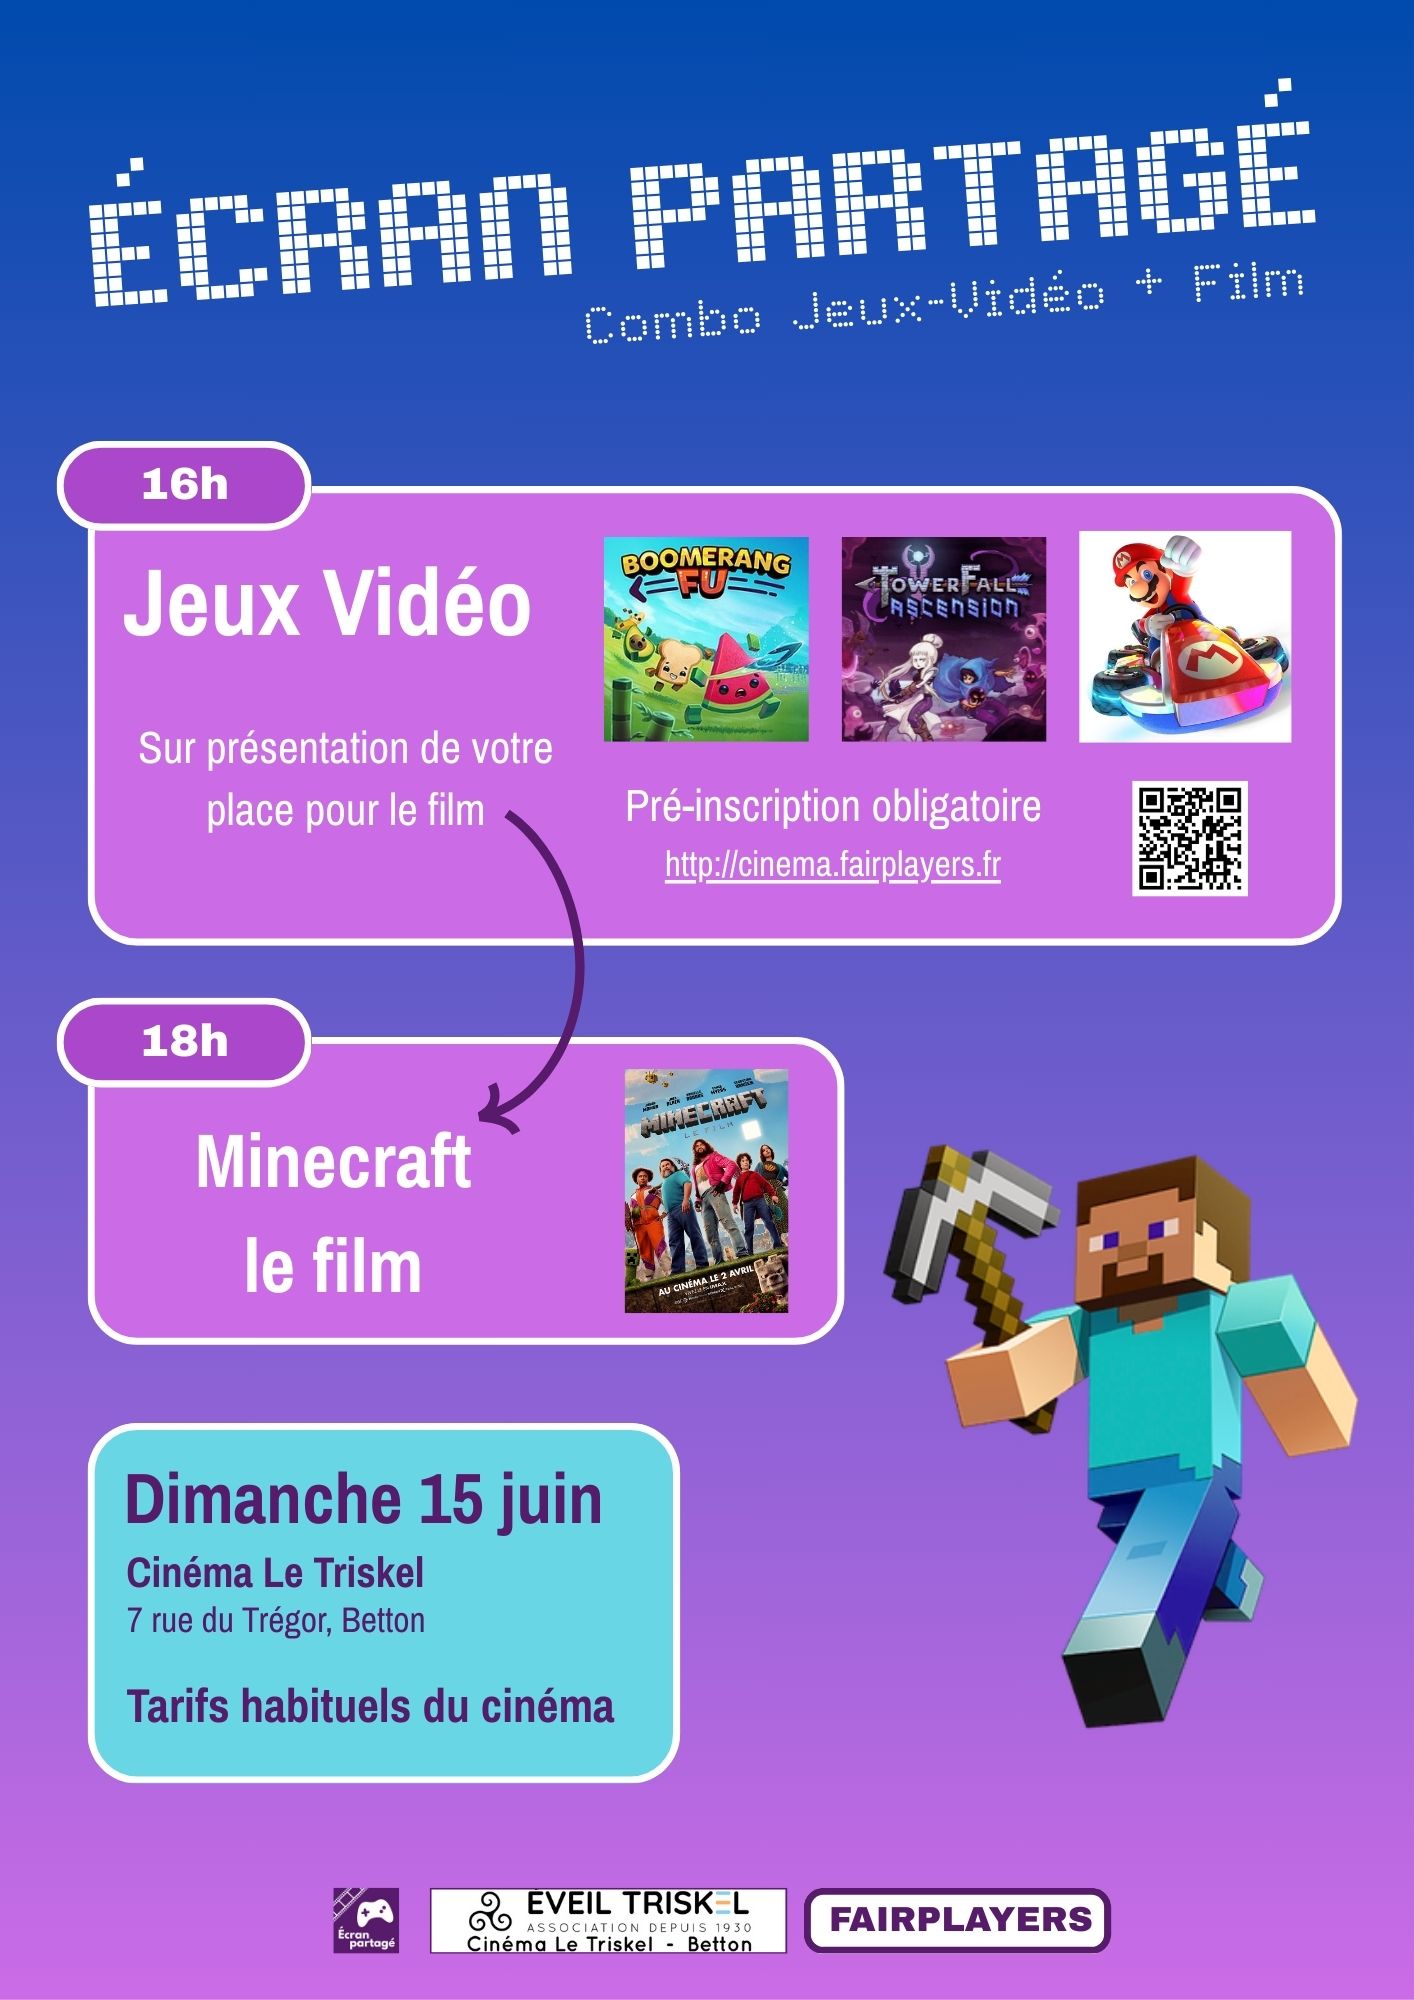 ÉCRAN PARTAGÉ
Combo Jeux-Vidéo + Film
16h
Jeux Vidéo
Sur présentation de votre
place pour le film
BOOMERANG
FU
TOWERFALL
ASCENSION
M
M
Pré-inscription obligatoire
http://cinema.fairplayers.fr
18h
Minecraft
le film
MINECRAFT
LE FILM
AU CINÉMA LE 2 AVRIL
Dimanche 15 juin
Cinéma Le Triskel
7 rue du Trégor, Betton
Tarifs habituels du cinéma
Écran
partagé
ÉVEIL TRISKEL
ASSOCIATION DEPUIS 1930
Cinéma Le Triskel - Betton
FAIRPLAYERS